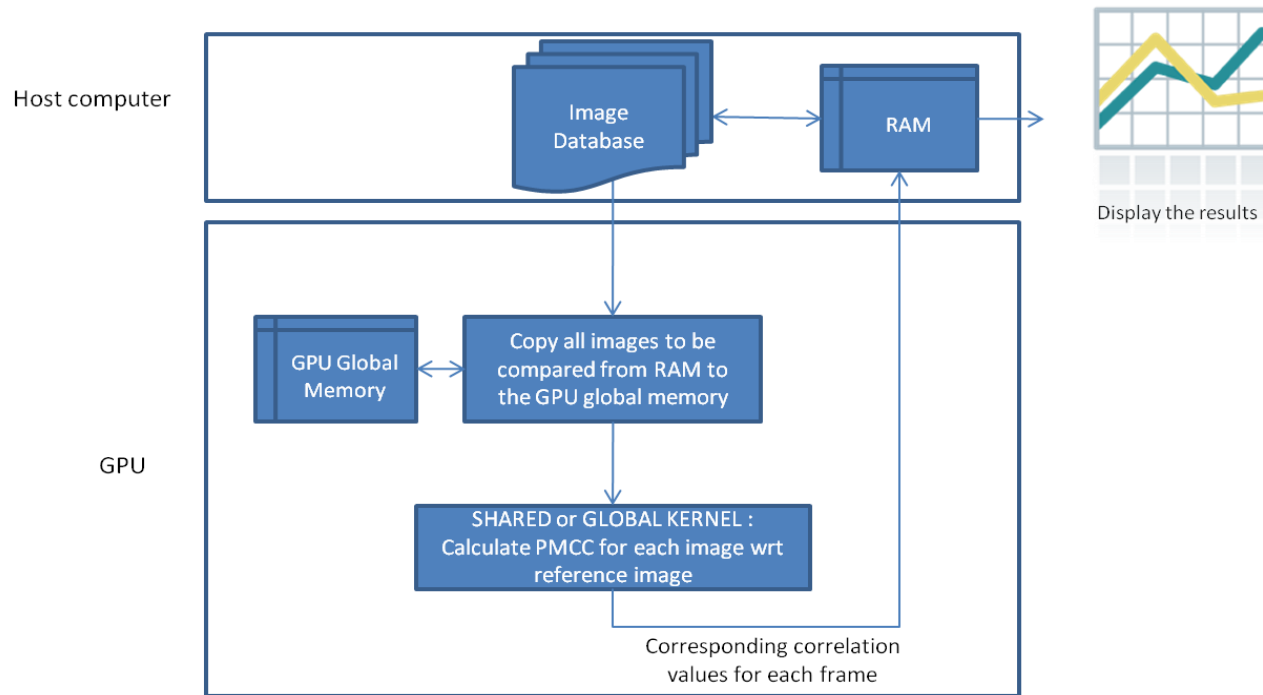 Host computer
Image
Database
RAM
Display the results
GPU Global
Memory
Copy all images to be
compared from RAM to
the GPU global memory
GPU
SHARED or GLOBAL KERNEL :
Calculate PMCC for each image wrt
reference image
Corresponding correlation
values for each frame